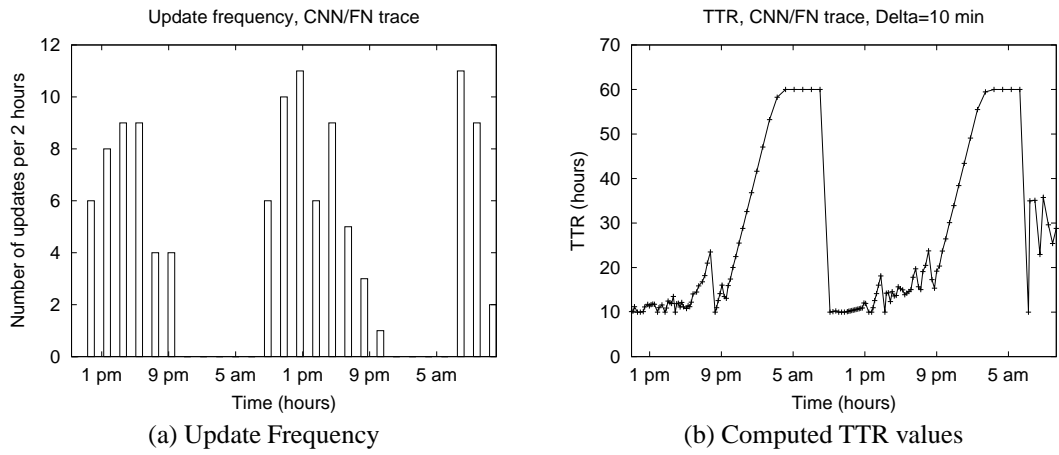 Update frequency, CNN/FN trace
12
10
8
6
4
2
0
Number of updates per 2 hours
1 pm 9 pm 5 am 1 pm 9 pm 5 am
Time (hours)
(a) Update Frequency
TTR, CNN/FN trace, Delta=10 min
70
60
50
40
30
20
10
0
TTR (hours)
1 pm 9 pm 5 am 1 pm 9 pm 5 am
Time (hours)
(b) Computed TTR values